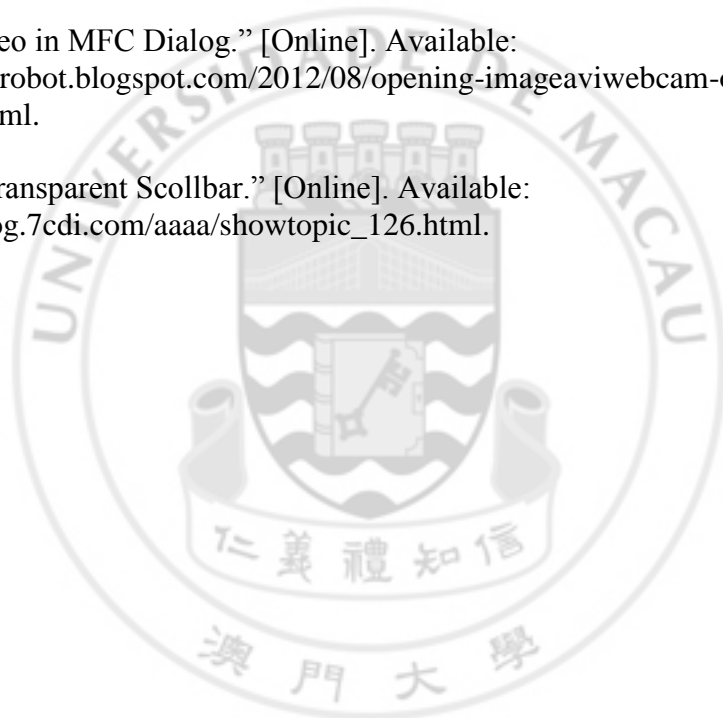 eo in MFC Dialog.” [Online]. Available:
robot.blogspot.com/2012/08/opening-imageaviwebcam-
ml.
ransparent Scollbar.” [Online]. Available:
og.7cdi.com/aaaa/showtopic_126.html.
UNIVERSIDADE DE MACAU
仁義禮知信
澳門大學